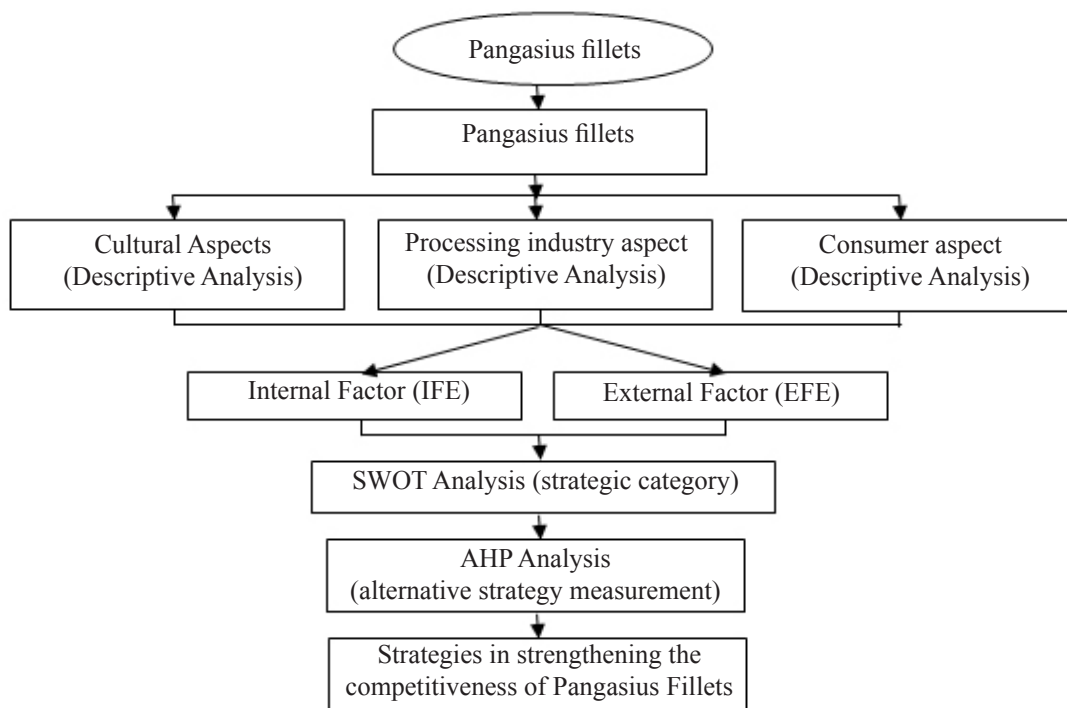 Pangasius fillets
Pangasius fillets
Cultural Aspects
(Descriptive Analysis)
Processing industry aspect
(Descriptive Analysis)
Consumer aspect
(Descriptive Analysis)
Internal Factor (IFE)
External Factor (EFE)
SWOT Analysis (strategic category)
AHP Analysis
(alternative strategy measurement)
Strategies in strengthening the
competitiveness of Pangasius Fillets